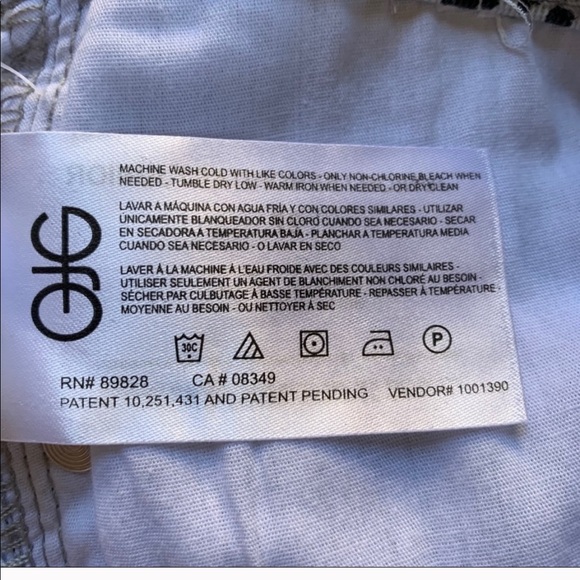 MACHINE WASH COLD WITH LIKE COLORS - ONLY NON-CHLORINE BLEACH WHEN
NEEDED - TUMBLE DRY LOW - WARM IRON WHEN NEEDED - OR DRY CLEAN
LAVAR A MÁQUINA CON AGUA FRÍA Y CON COLORES SIMILARES - UTILIZAR
ÚNICAMENTE BLANQUEADOR SIN CLORO CUANDO SEA NECESARIO - SECAR
EN SECADORA A TEMPERATURA BAJA - PLANCHAR A TEMPERATURA MEDIA
CUANDO SEA NECESARIO - O LAVAR EN SECO
LAVER À LA MACHINE À L'EAU FROIDE AVEC DES COULEURS SIMILAIRES -
UTILISER SEULEMENT UN AGENT DE BLANCHIMENT NON CHLORÉ AU BESOIN -
SÉCHER PAR CULBUTAGE À BASSE TEMPÉRATURE - REPASSER À TEMPÉRATURE
MOYENNE AU BESOIN - OU NETTOYER À SEC
30C P
RN# 89828 CA # 08349
PATENT 10,251,431 AND PATENT PENDING VENDOR# 1001390